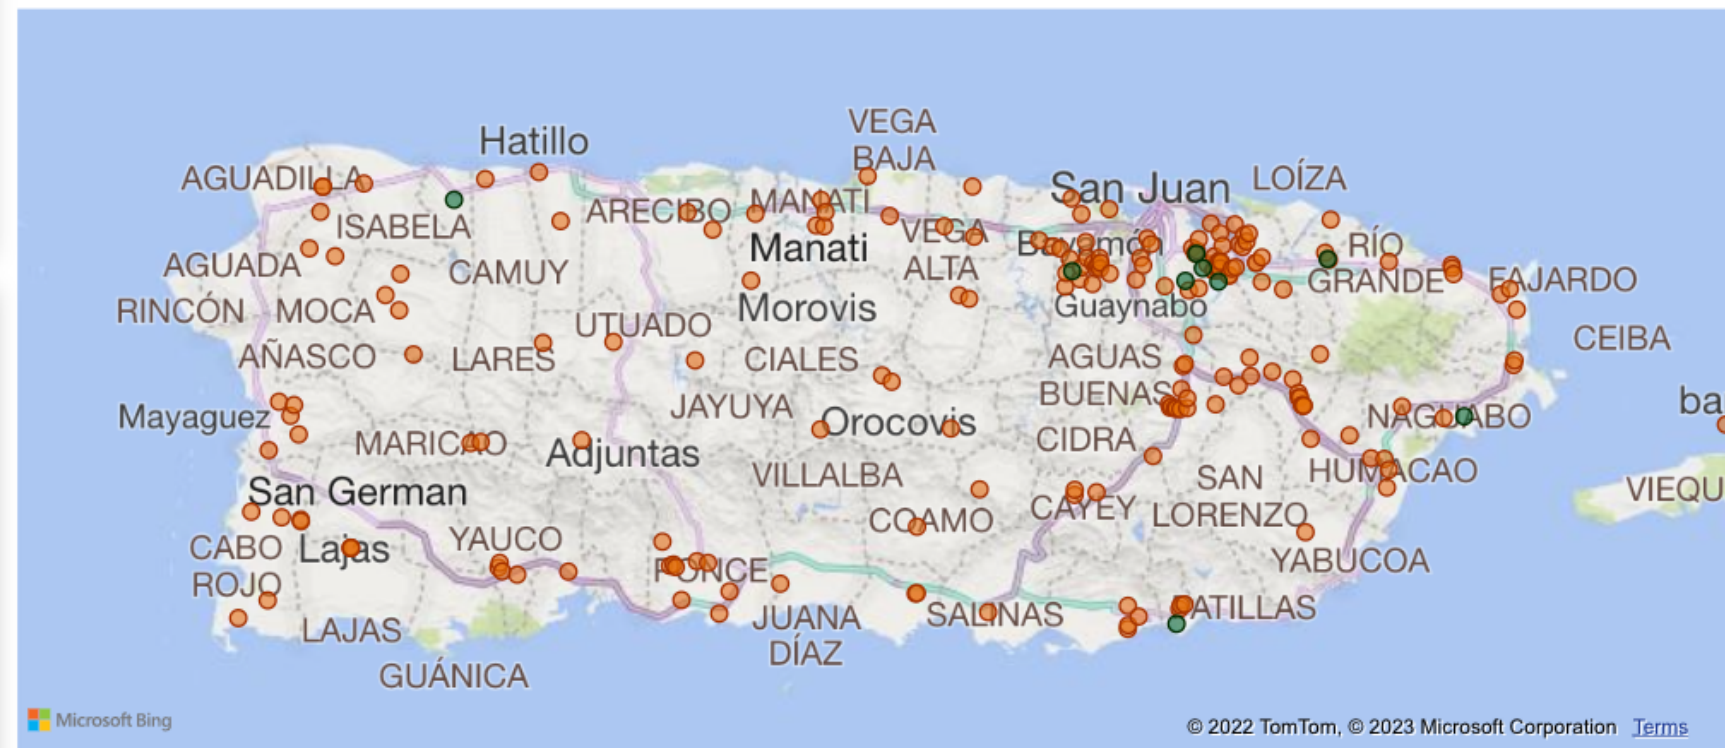 VEGA
BAJA
Hatillo
AGUADILLA
San Juan
LOÍZA
ISABELA
ARECIBO
MANATI
Manati
VEGA
ALTA
Bayamón
RÍO
GRANDE
AGUADA
CAMUY
FAJARDO
RINCÓN
MOCA
Morovis
Guaynabo
UTUADO
CEIBA
AÑASCO
LARES
CIALES
AGUAS
BUENAS
JAYUYA
ba
Mayaguez
Orocovis
NAGUABO
MARICAO
Adjuntas
CIDRA
VILLALBA
SAN
LORENZO
HUMACAO
San German
VIEQU
COAMO
CAYEY
CABO
ROJO
Lajas
YAUCO
PONCE
YABUCOA
JUANA
DÍAZ
SALINAS
PATILLAS
LAJAS
GUÁNICA
Microsoft Bing
© 2022 TomTom, © 2023 Microsoft Corporation Terms